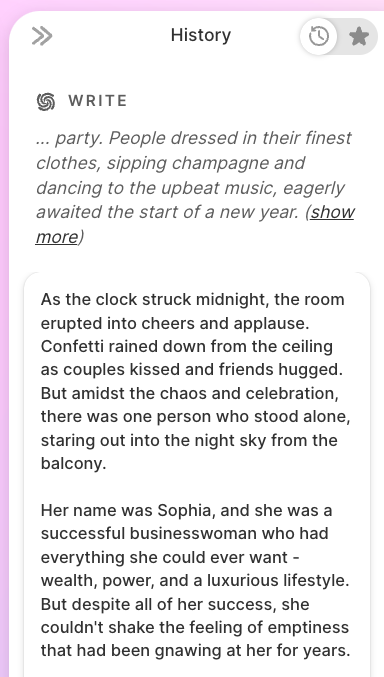 History
WRITE
... party. People dressed in their finest
clothes, sipping champagne and
dancing to the upbeat music, eagerly
awaited the start of a new year. (show
more)
As the clock struck midnight, the room
erupted into cheers and applause.
Confetti rained down from the ceiling
as couples kissed and friends hugged.
But amidst the chaos and celebration,
there was one person who stood alone,
staring out into the night sky from the
balcony.
Her name was Sophia, and she was a
successful businesswoman who had
everything she could ever want -
wealth, power, and a luxurious lifestyle.
But despite all of her success, she
couldn't shake the feeling of emptiness
that had been gnawing at her for years.